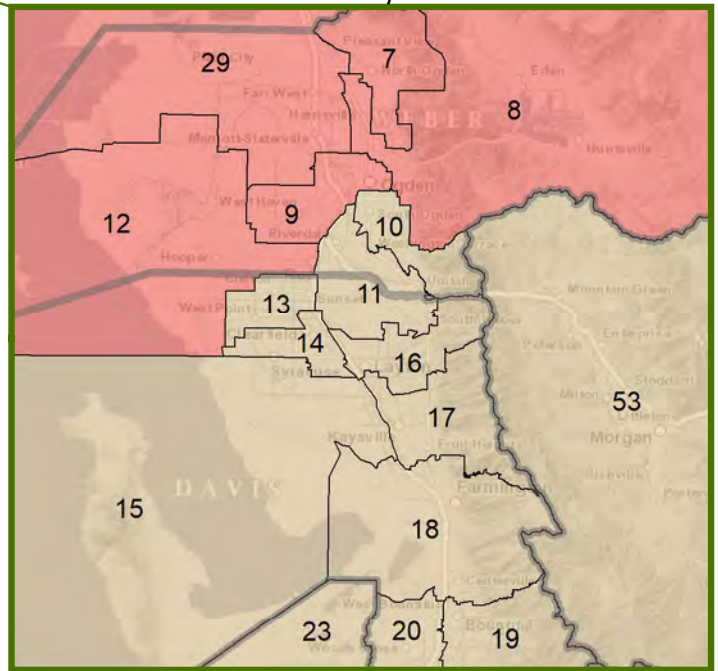 29
7
Pleasant View
Plain City
North Ogden
Eden
8
Farr West
Harrisville
WEBER
Marriott-Slaterville
Huntsville
Ogden
12
West Haven
9
South Ogden
10
Riverdale
Hooper
13
11
Sunset
Uintah
Mountain Green
West Point
South Weber
Clearfield
Enterprise
14
16
Peterson
Syracuse
Stoddard
Milton
53
Littleton
17
Morgan
Kaysville
Fruit Heights
Richville
15
DAVIS
Farmington
18
Centerville
West Bountiful
Bountiful
23
20
19
Woods Cross